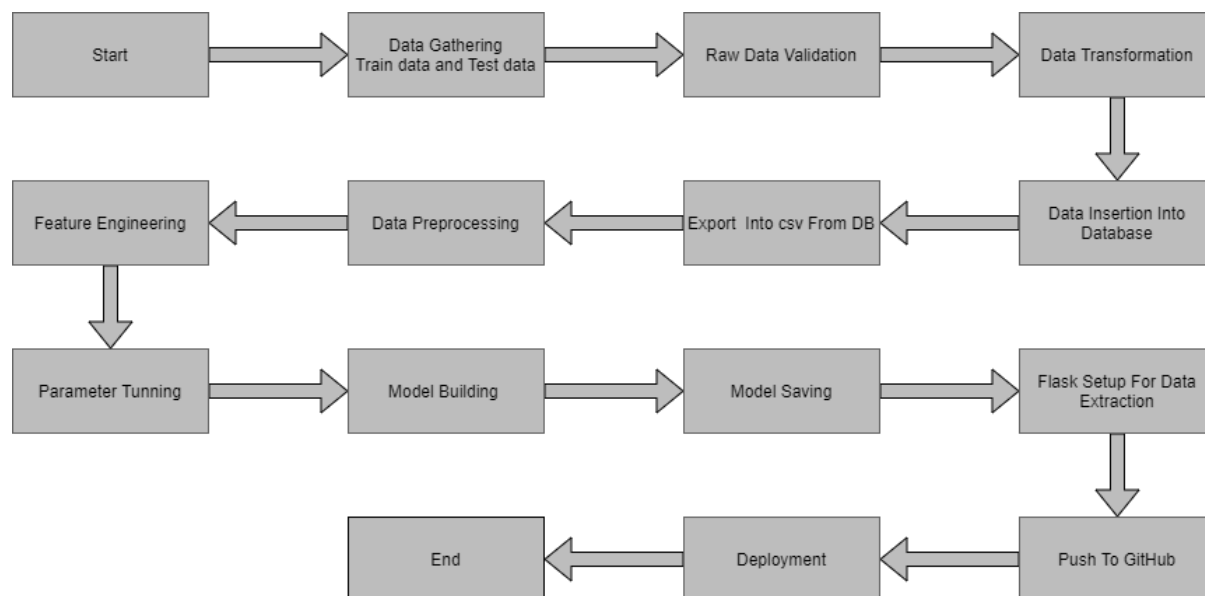 Start
Data Gathering
Train data and Test data
Raw Data Validation
Data Transformation
Data Insertion Into
Database
Export Into csv From DB
Data Preprocessing
Feature Engineering
Parameter Tunning
Model Building
Model Saving
Flask Setup For Data
Extraction
Push To GitHub
Deployment
End